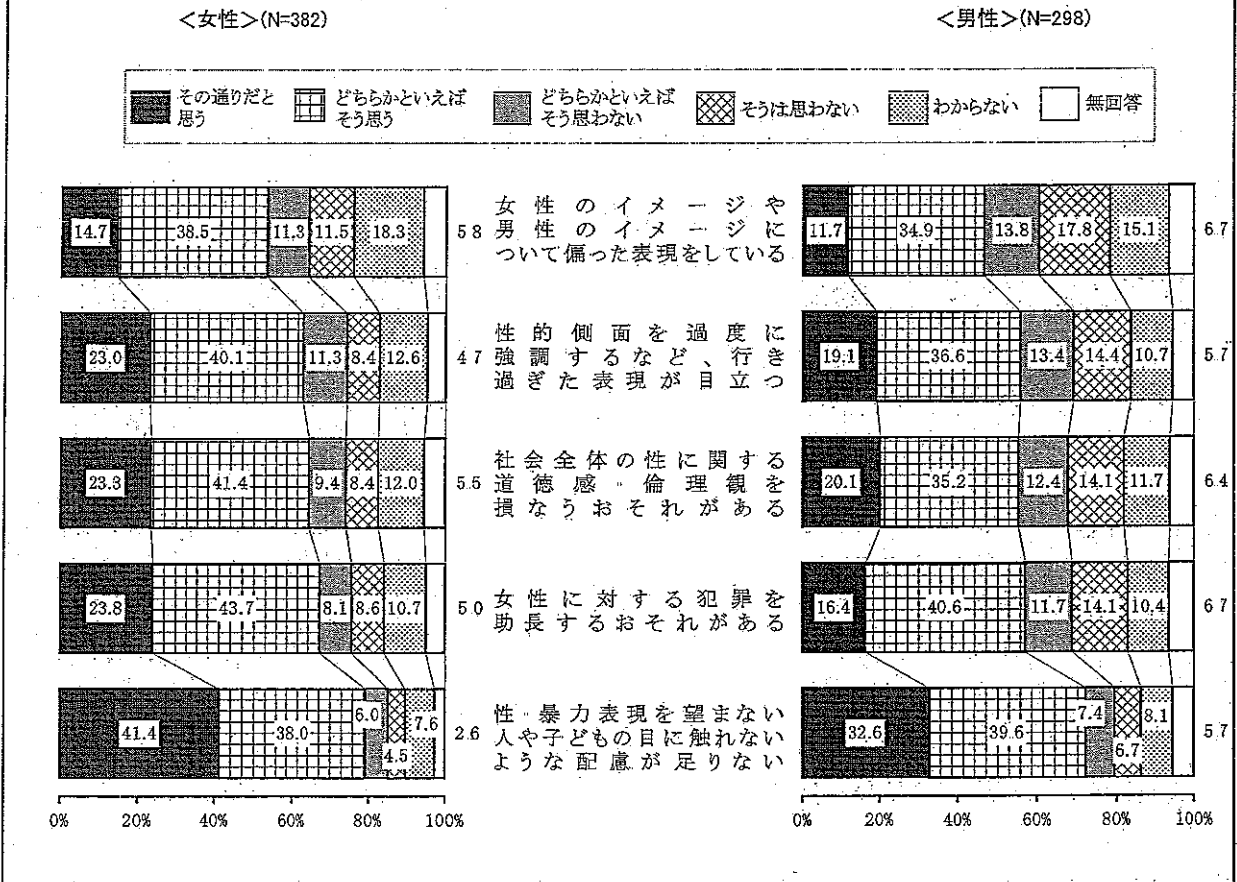 ＜女性＞(N=382)
＜男性＞(N=298)
その通りだと
思う
どちらかといえば
そう思う
どちらかといえば
そう思わない
そうは思わない
わからない
無回答
14.7 38.5 11.3 11.5 18.3 5.8
女性のイメージや
男性のイメージに
ついて偏った表現をしている
11.7 34.9 13.8 17.8 15.1 6.7
23.0 40.1 11.3 8.4 12.6 4.7
性的側面を過度に
強調するなど、行き
過ぎた表現が目立つ
19.1 36.6 13.4 14.4 10.7 5.7
23.3 41.4 9.4 8.4 12.0 5.5
社会全体の性に関する
道徳感・倫理観を
損なうおそれがある
20.1 35.2 12.4 14.1 11.7 6.4
23.8 43.7 8.1 8.6 10.7 5.0
女性に対する犯罪を
助長するおそれがある
16.4 40.6 11.7 14.1 10.4 6.7
41.4 38.0 6.0 4.5 7.6 2.6
性・暴力表現を望まない
人や子どもの目に触れない
ような配慮が足りない
32.6 39.6 7.4 6.7 8.1 5.7
0% 20% 40% 60% 80% 100%
0% 20% 40% 60% 80% 100%